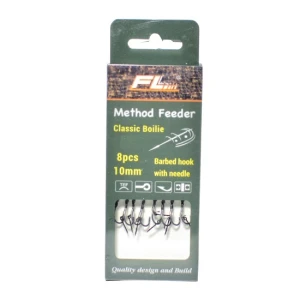 FL
Method Feeder
Classic Boilie
8pcs
10mm
Barbed hook
with needle
Quality design and Build